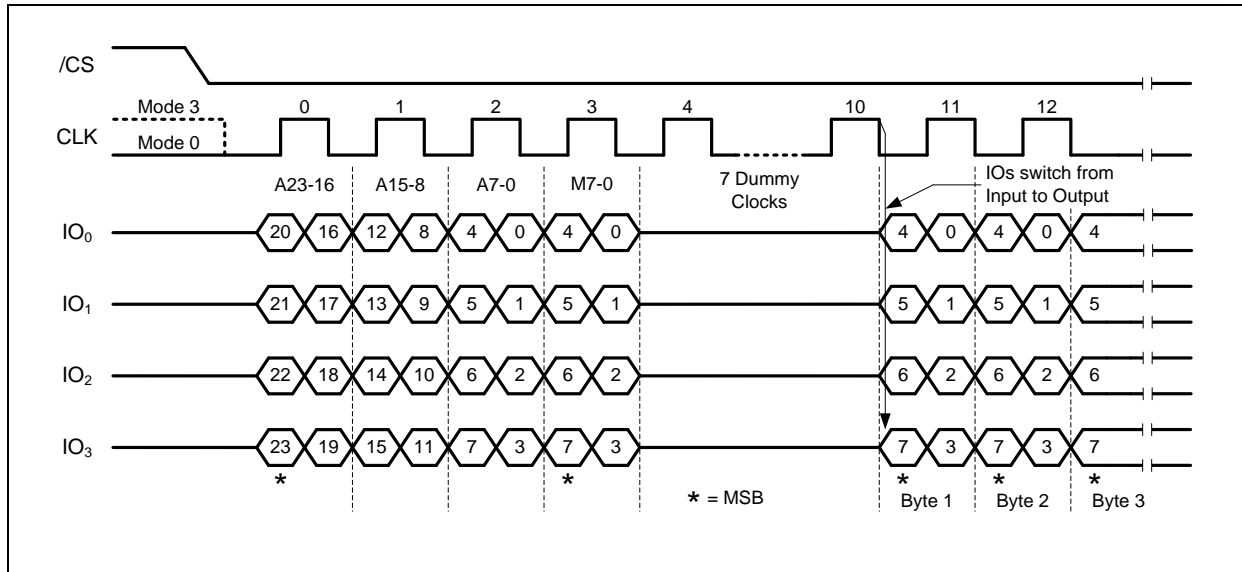 /CS
Mode 3 0 1 2 3 4 10 11 12
CLK Mode 0
A23-16 A15-8 A7-0 M7-0 7 Dummy Clocks IOs switch from Input to Output
IO₀ 20 16 12 8 4 0 4 0 4 0 4 0 4
IO₁ 21 17 13 9 5 1 5 1 5 1 5 1 5
IO₂ 22 18 14 10 6 2 6 2 6 2 6 2 6
IO₃ 23 19 15 11 7 3 7 3 7 3 7 3 7
* * * * *
* = MSB Byte 1 Byte 2 Byte 3